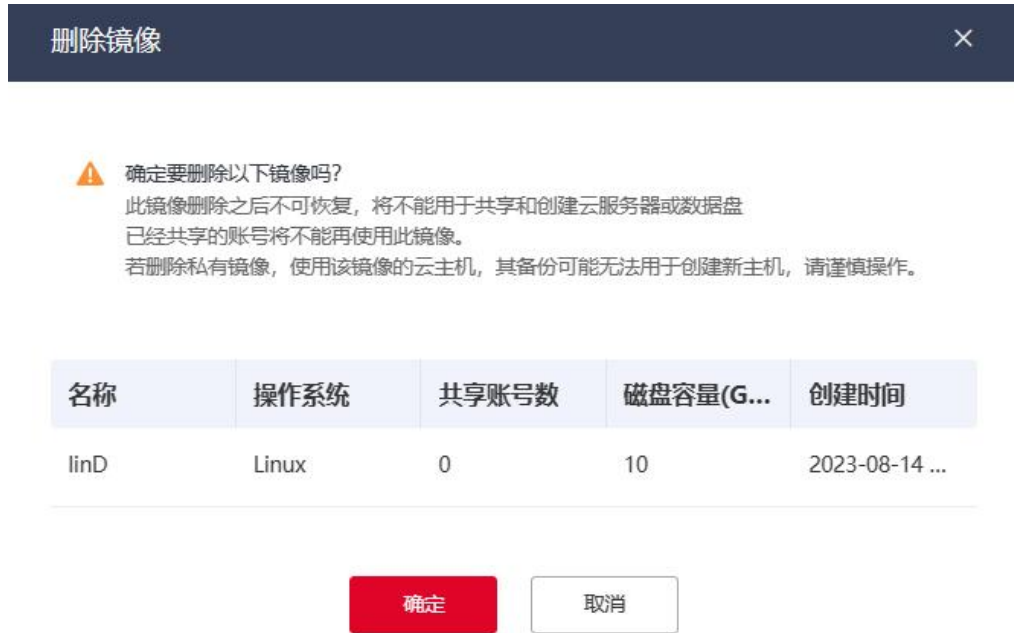 删除镜像
确定要删除以下镜像吗?
此镜像删除之后不可恢复，将不能用于共享和创建云服务器或数据盘
已经共享的账号将不能再使用此镜像。
若删除私有镜像，使用该镜像的云主机，其备份可能无法用于创建新主机，请谨慎操作。
名称 操作系统 共享账号数 磁盘容量(G... 创建时间
linD Linux 0 10 2023-08-14 ...
确定 取消